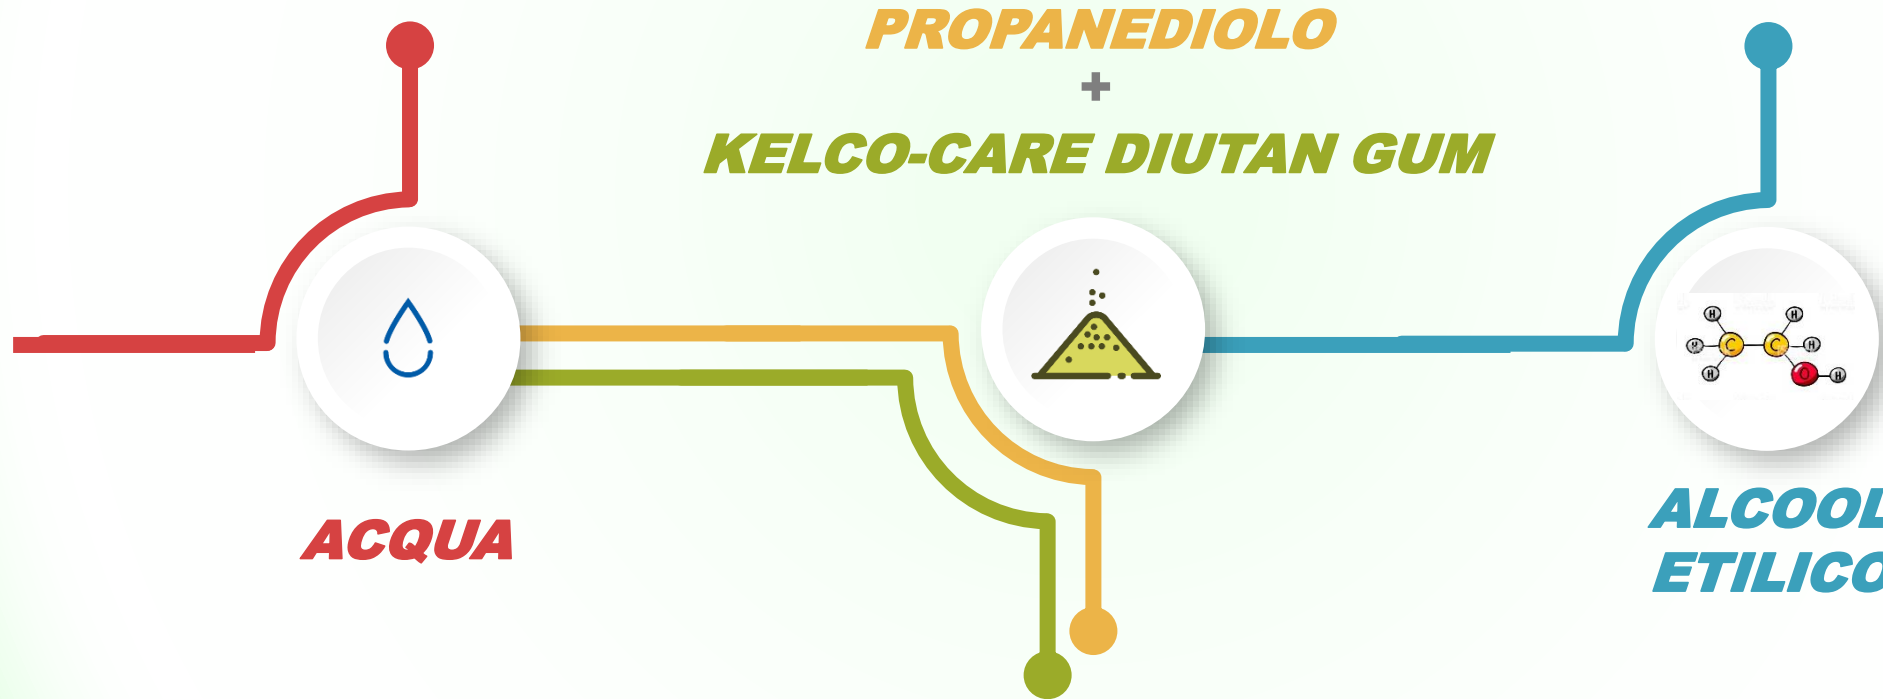 PROPANEDIOLO
+
KELCO-CARE DIUTAN GUM
H
H
H
C
C
H
H
O
H
H
ACQUA
ALCOOL
ETILICO